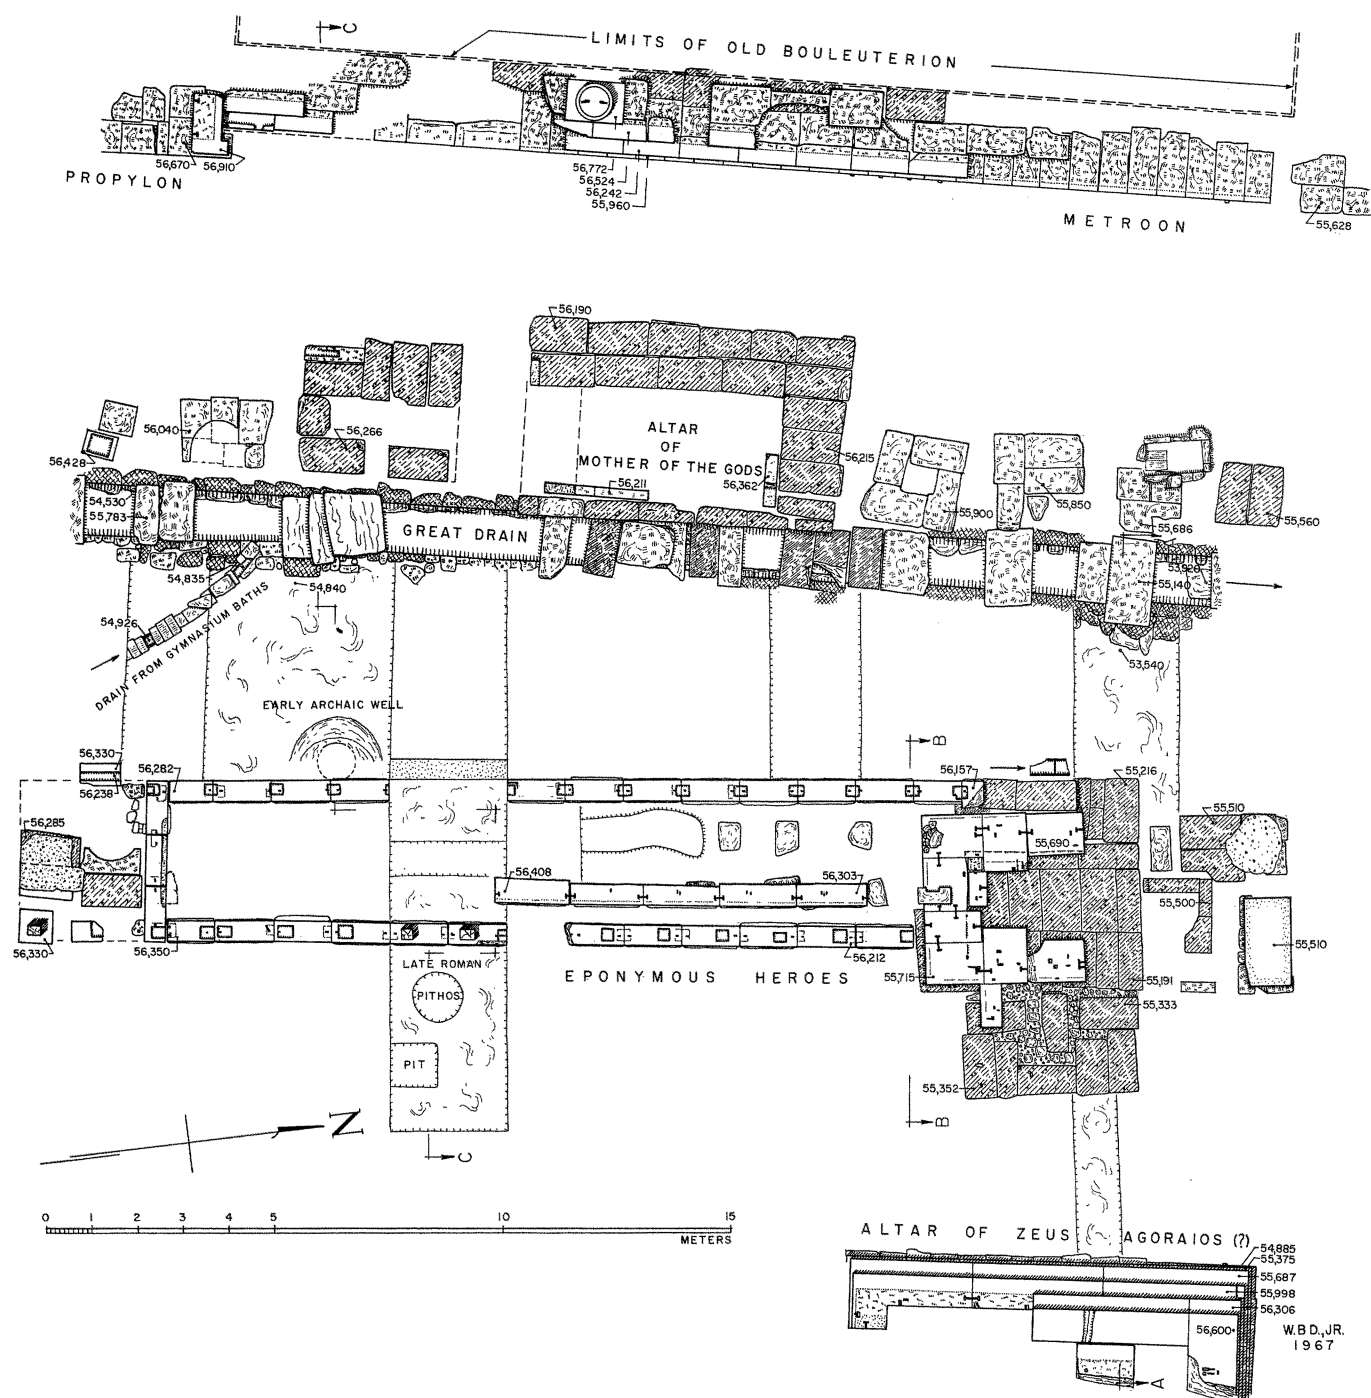 C
LIMITS OF OLD BOULEUTERION
56,670 56,910
PROPYLON
56,772
56,524
56,242
55,960
METROON
55,628
56,190
56,040
56,266
ALTAR
OF
MOTHER OF THE GODS
56,215
56,428
56,211
56,362
54,530
55,783
GREAT DRAIN
55,900
55,850
55,686
55,560
53,928
55,140
54,835
54,840
54,926
DRAIN FROM GYMNASIUM BATHS
53,540
EARLY ARCHAIC WELL
B
56,330
56,282
56,238
56,157
55,216
56,285
55,510
55,690
56,408
56,303
55,500
56,330
56,350
LATE ROMAN
56,212
55,510
EPONYMOUS HEROES
55,715
55,191
55,333
PITHOS
PIT
55,352
B
N
C
0 1 2 3 4 5 10 15
METERS
ALTAR OF ZEUS AGORAIOS (?)
54,885
55,375
55,687
55,998
56,306
56,600
W.B.D., JR.
1967
A